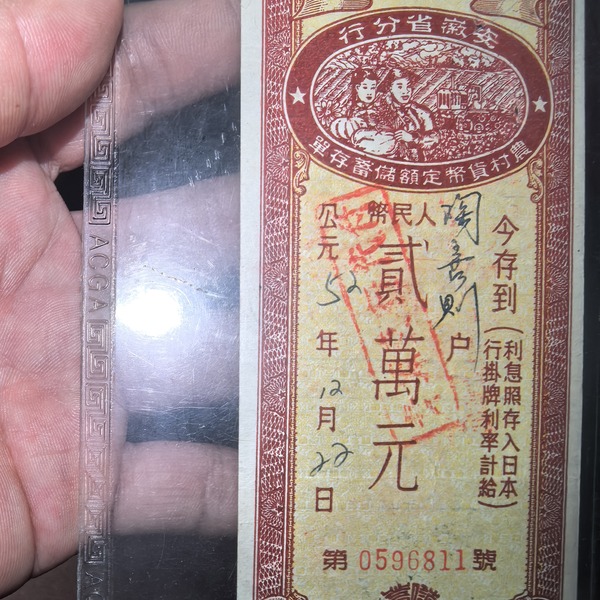 安徽省分行
農村貨幣定額儲蓄存單
今存到
(利息照存入日本
行掛牌利率計給)
陶善则户
人民幣
貳萬元
公元52年12月22日
第0596811號
ACGA